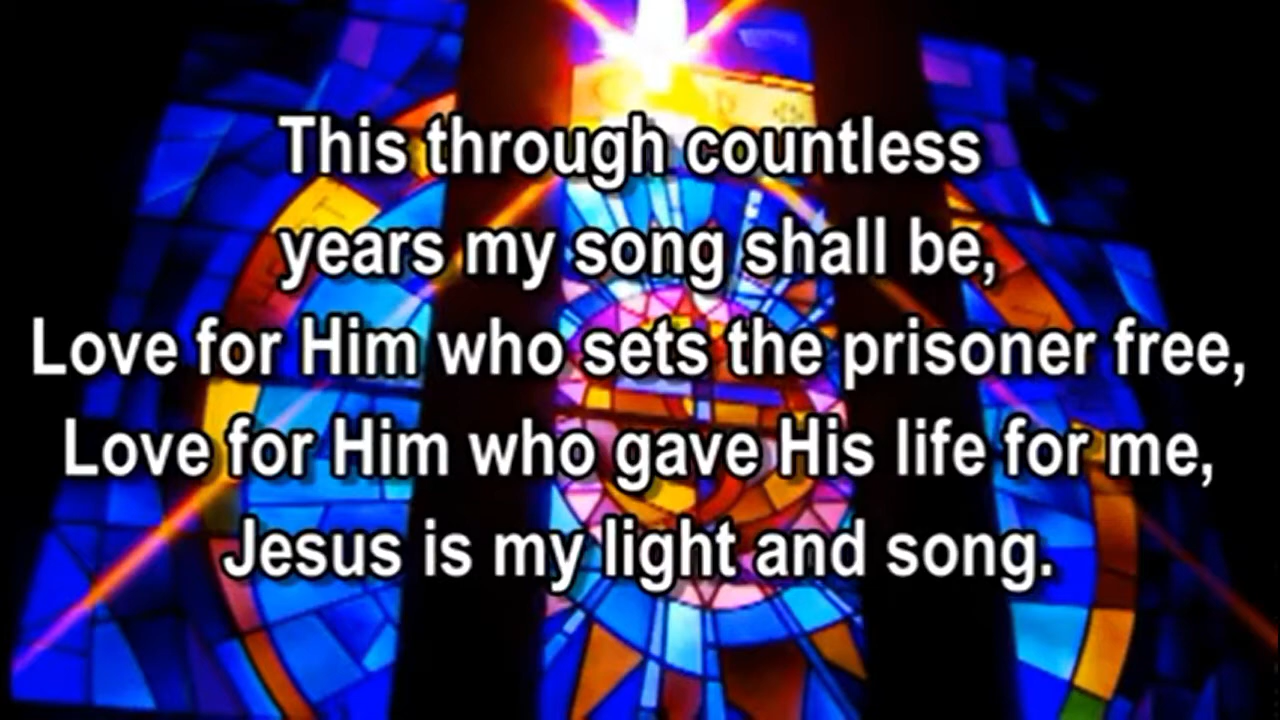 This through countless
years my song shall be,
Love for Him who sets the prisoner free,
Love for Him who gave His life for me,
Jesus is my light and song.